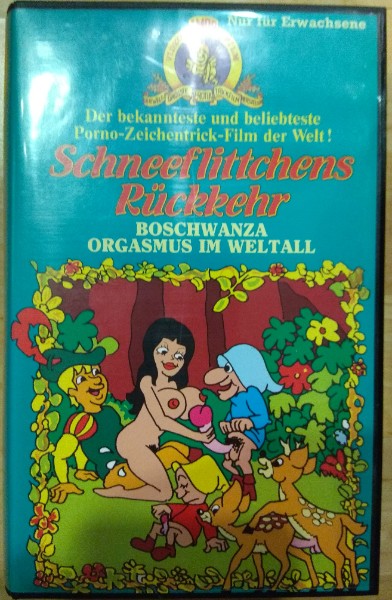 Nur für Erwachsene
Der bekannteste und beliebteste
Porno-Zeichentrick-Film der Welt!
Schneeflittchens
Rückkehr
BOSCHWANZA
ORGASMUS IM WELTALL